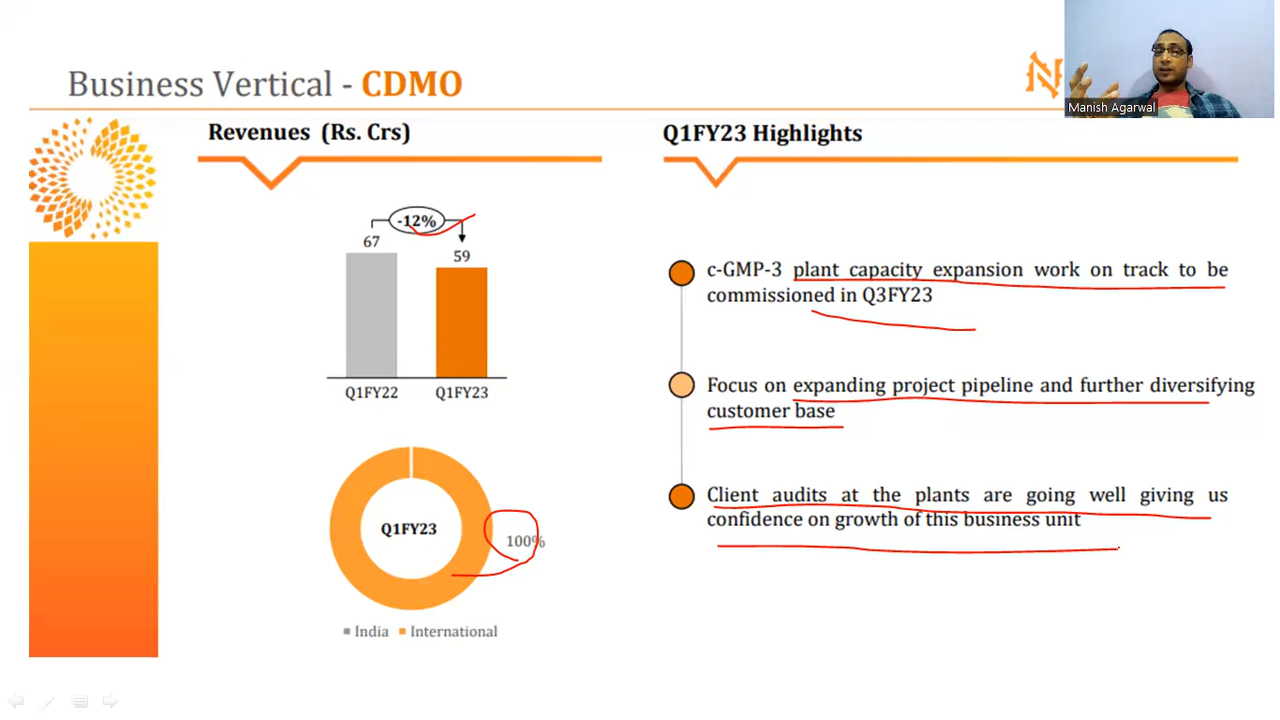 Business Vertical - CDMO
Manish Agarwal
Revenues (Rs. Crs)
-12%
67
59
Q1FY22
Q1FY23
Q1FY23
100%
India
International
Q1FY23 Highlights
c-GMP-3 plant capacity expansion work on track to be
commissioned in Q3FY23
Focus on expanding project pipeline and further diversifying
customer base
Client audits at the plants are going well giving us
confidence on growth of this business unit